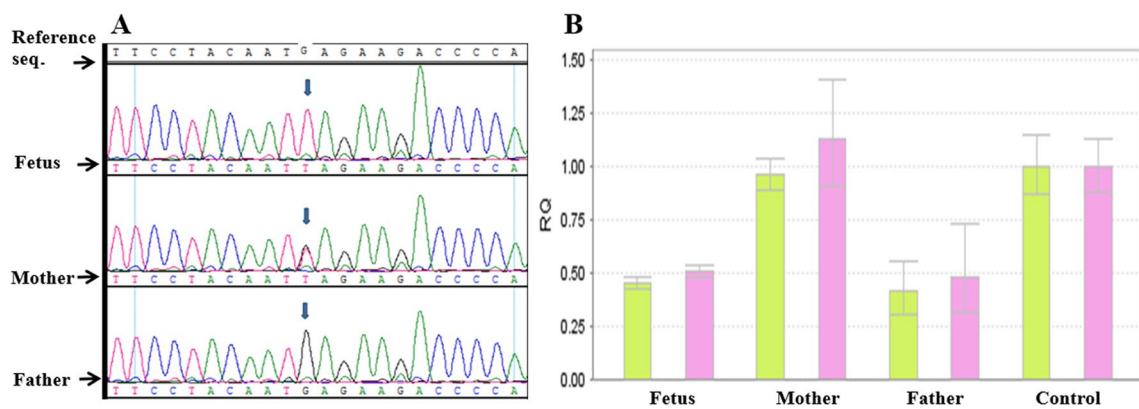 A
Reference seq.
T T C C T A C A A T G A G A A G A C C C C A
Fetus
T T C C T A C A A T T A G A A G A C C C C A
Mother
T T C C T A C A A T T A G A A G A C C C C A
Father
T T C C T A C A A T G A G A A G A C C C C A
B
RQ
1.50
1.25
1.00
0.75
0.50
0.25
0.00
Fetus Mother Father Control